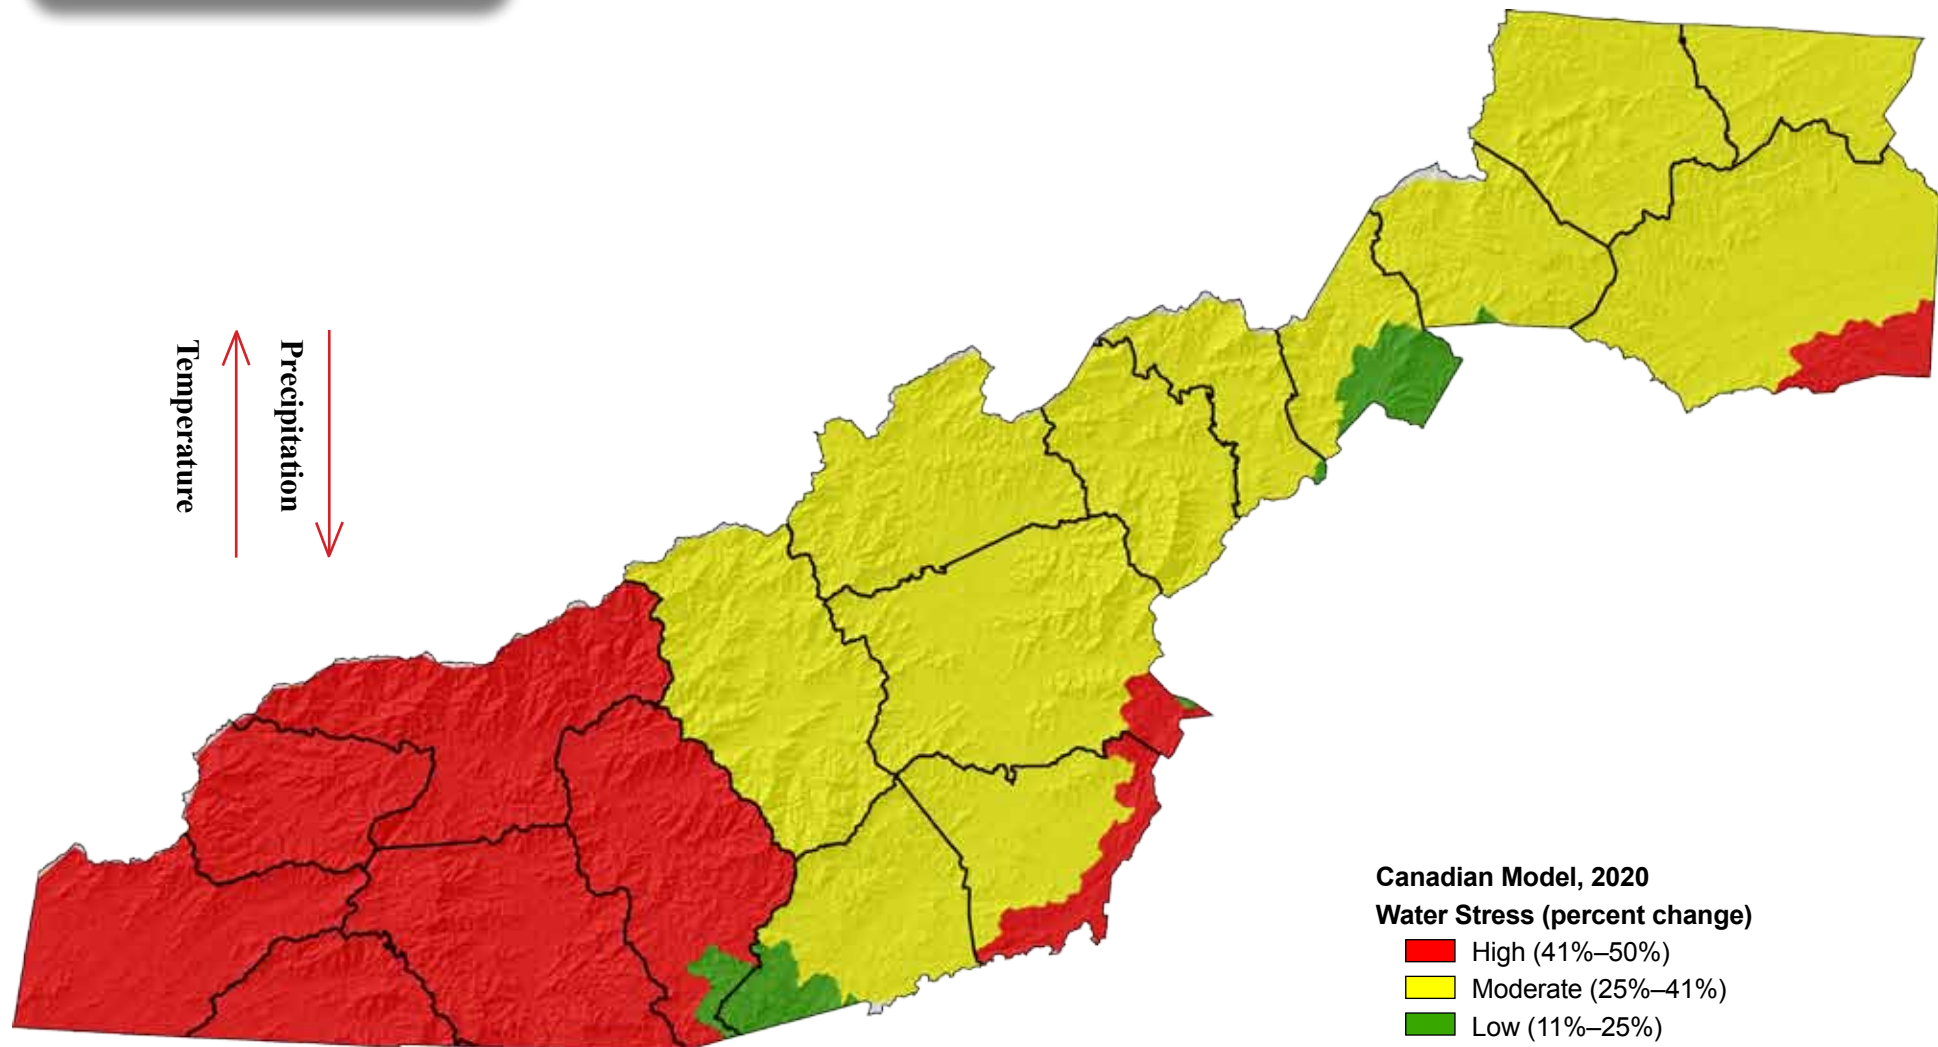 Temperature
Precipitation
Canadian Model, 2020
Water Stress (percent change)
High (41%–50%)
Moderate (25%–41%)
Low (11%–25%)